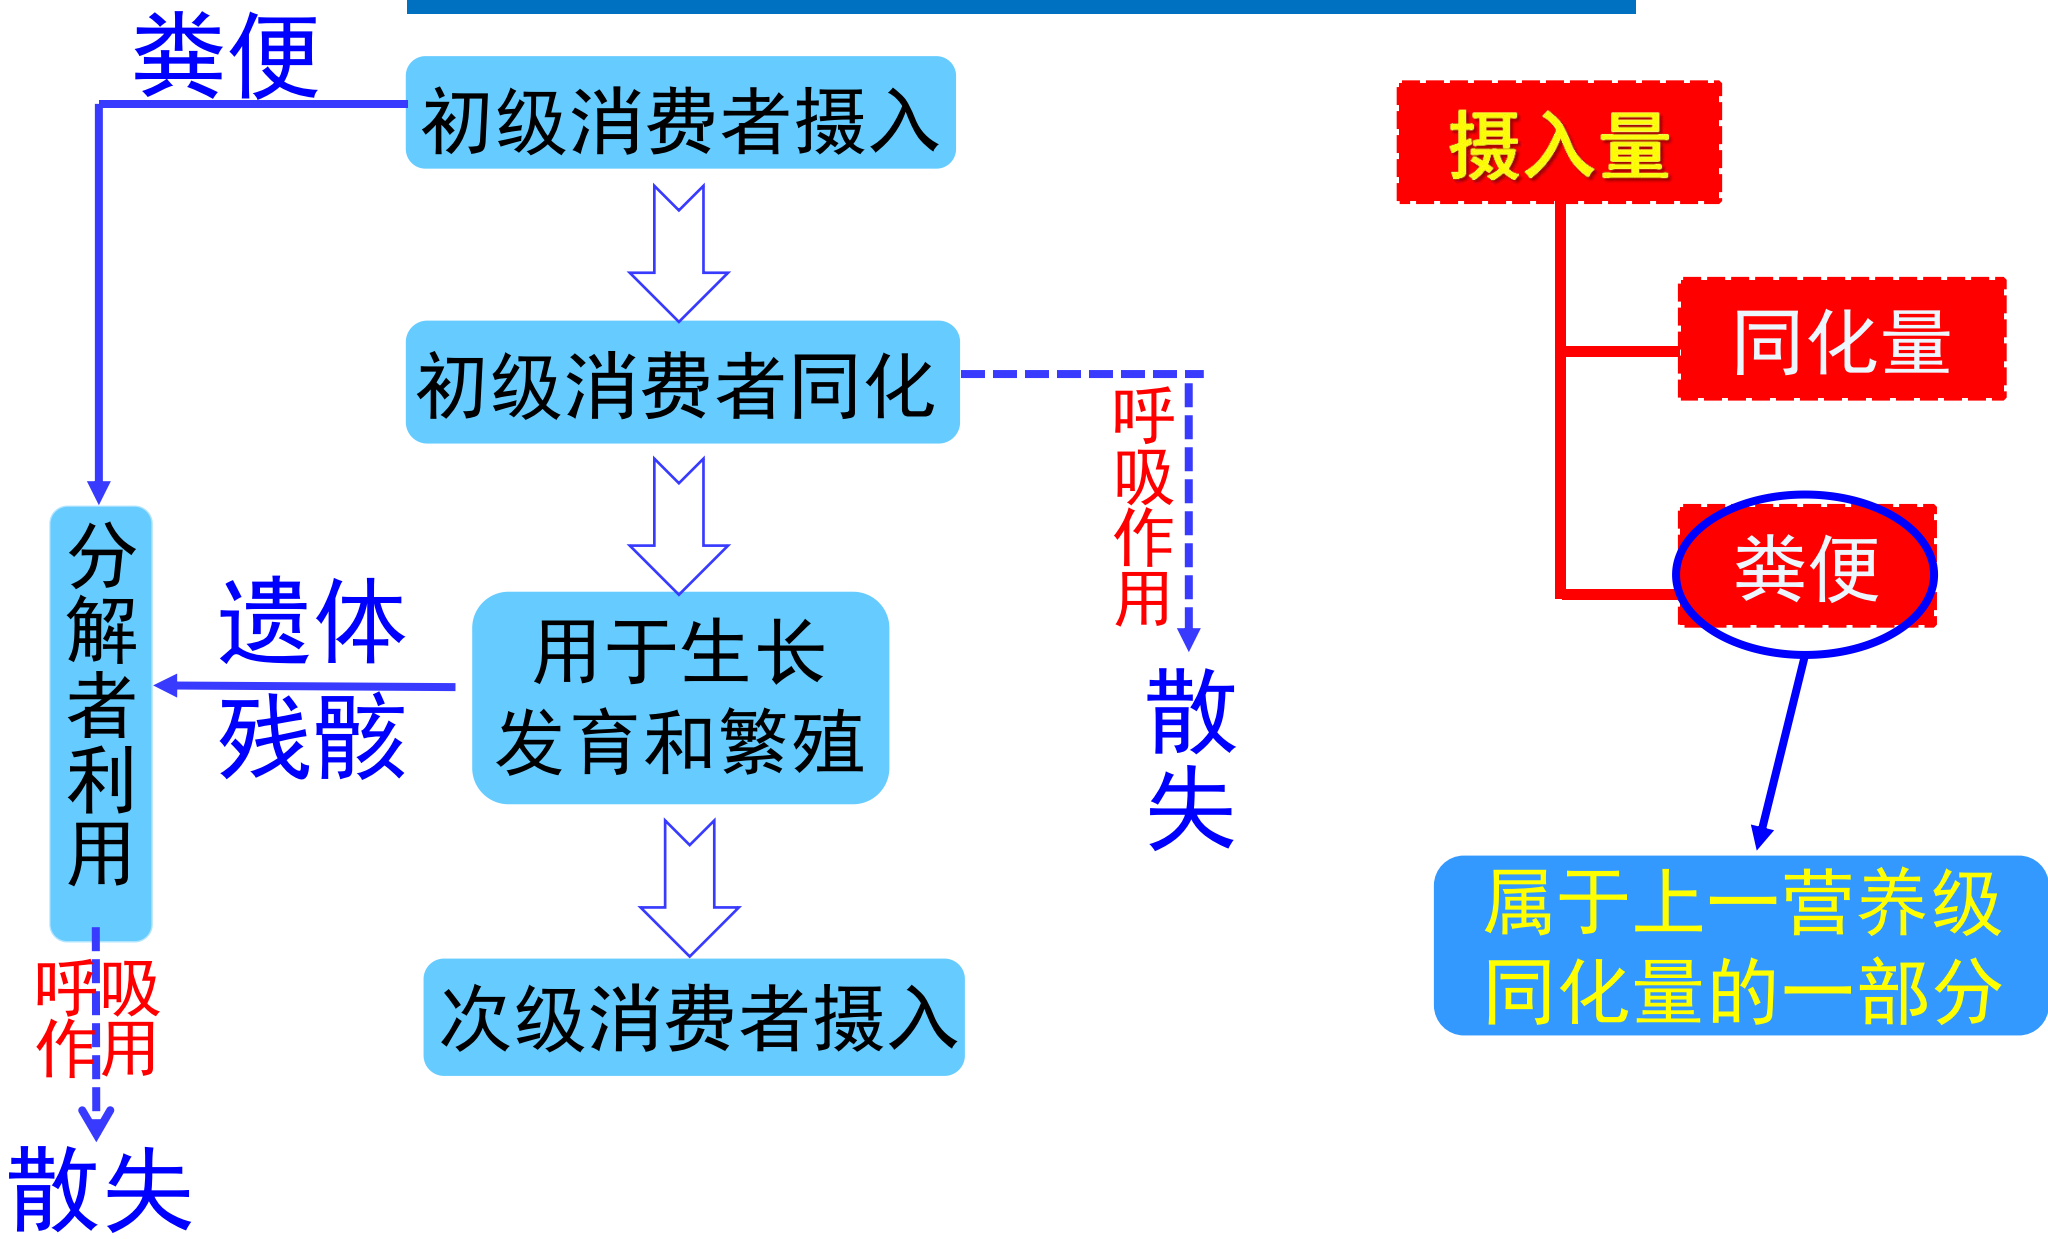 粪便
初级消费者摄入
初级消费者同化
呼吸作用
散失
用于生长
发育和繁殖
遗体
残骸
分解者利用
呼吸
作用
散失
次级消费者摄入
摄入量
同化量
粪便
属于上一营养级
同化量的一部分